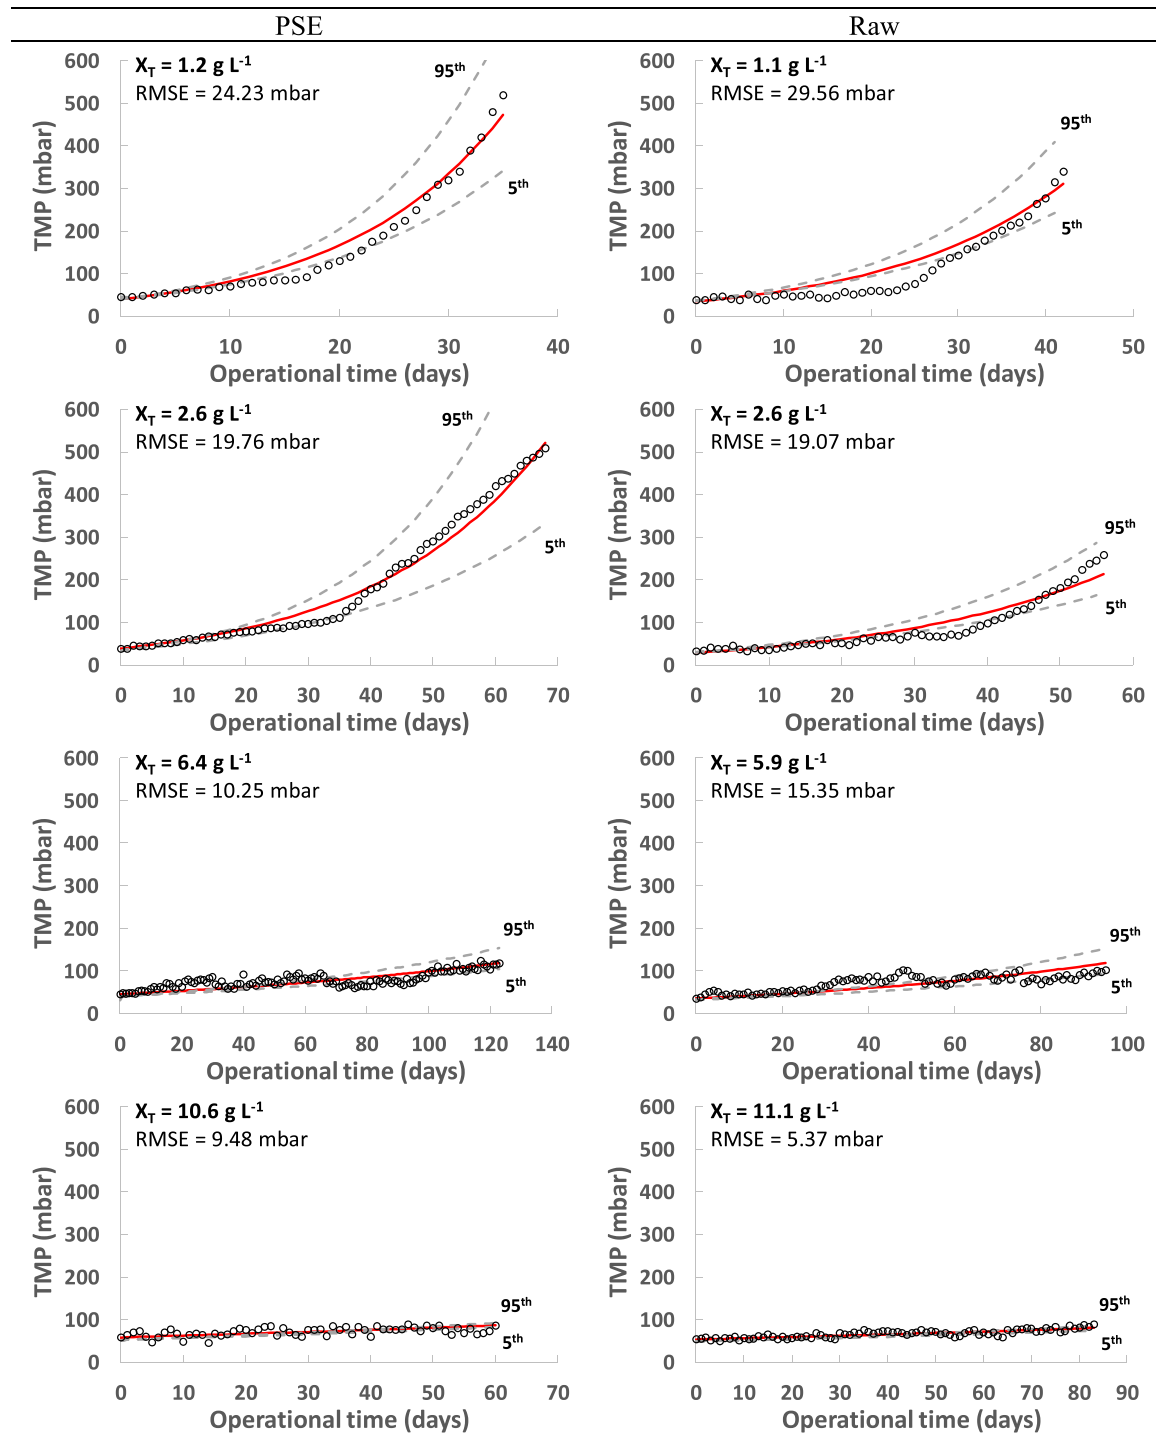 PSE Raw
X_T = 1.2 g L⁻¹
RMSE = 24.23 mbar
95ᵗʰ
5ᵗʰ
TMP (mbar)
600
500
400
300
200
100
0
0 10 20 30 40
Operational time (days)
X_T = 1.1 g L⁻¹
RMSE = 29.56 mbar
95ᵗʰ
5ᵗʰ
TMP (mbar)
600
500
400
300
200
100
0
0 10 20 30 40 50
Operational time (days)
X_T = 2.6 g L⁻¹
RMSE = 19.76 mbar
95ᵗʰ
5ᵗʰ
TMP (mbar)
600
500
400
300
200
100
0
0 10 20 30 40 50 60 70
Operational time (days)
X_T = 2.6 g L⁻¹
RMSE = 19.07 mbar
95ᵗʰ
5ᵗʰ
TMP (mbar)
600
500
400
300
200
100
0
0 10 20 30 40 50 60
Operational time (days)
X_T = 6.4 g L⁻¹
RMSE = 10.25 mbar
95ᵗʰ
5ᵗʰ
TMP (mbar)
600
500
400
300
200
100
0
0 20 40 60 80 100 120 140
Operational time (days)
X_T = 5.9 g L⁻¹
RMSE = 15.35 mbar
95ᵗʰ
5ᵗʰ
TMP (mbar)
600
500
400
300
200
100
0
0 20 40 60 80 100
Operational time (days)
X_T = 10.6 g L⁻¹
RMSE = 9.48 mbar
95ᵗʰ
5ᵗʰ
TMP (mbar)
600
500
400
300
200
100
0
0 10 20 30 40 50 60 70
Operational time (days)
X_T = 11.1 g L⁻¹
RMSE = 5.37 mbar
95ᵗʰ
5ᵗʰ
TMP (mbar)
600
500
400
300
200
100
0
0 10 20 30 40 50 60 70 80 90
Operational time (days)